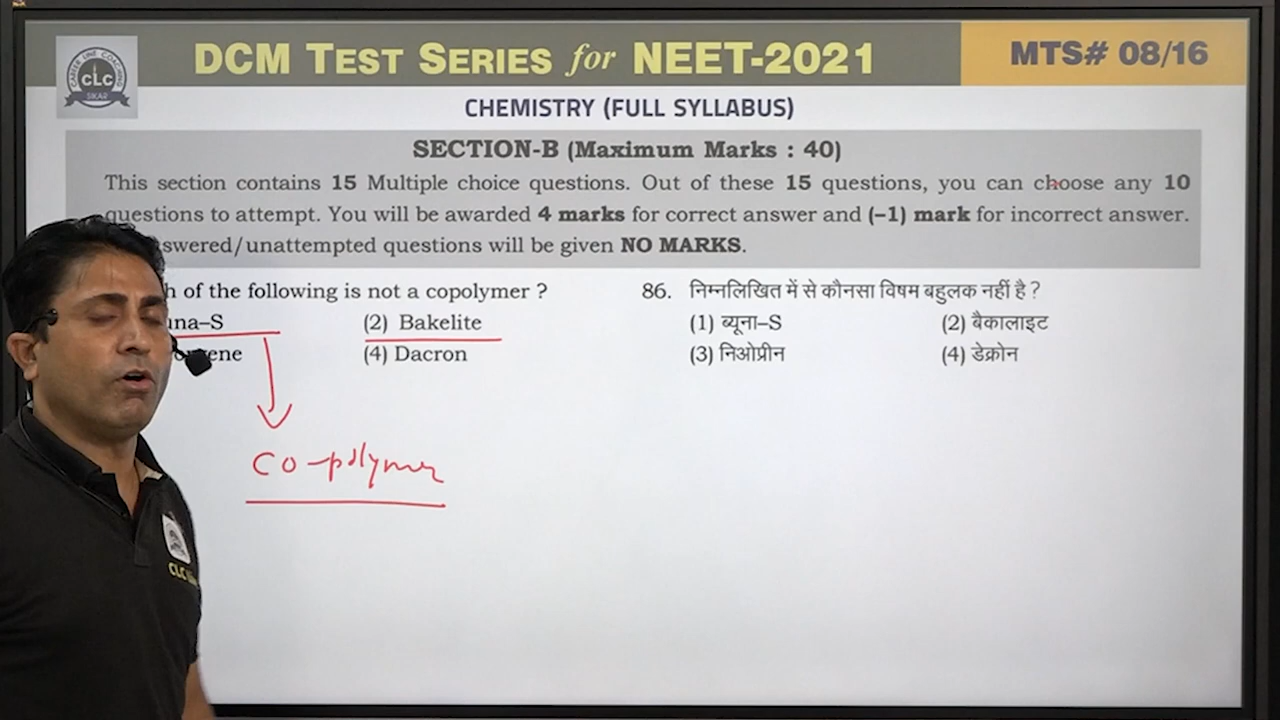 CLC
SIKAR
DCM TEST SERIES for NEET-2021
MTS# 08/16
CHEMISTRY (FULL SYLLABUS)
SECTION-B (Maximum Marks : 40)
This section contains 15 Multiple choice questions. Out of these 15 questions, you can choose any 10
questions to attempt. You will be awarded 4 marks for correct answer and (–1) mark for incorrect answer.
swered/unattempted questions will be given NO MARKS.
h of the following is not a copolymer ?
una–S (2) Bakelite
ene (4) Dacron
86. निम्नलिखित में से कौनसा विषम बहुलक नहीं है ?
(1) ब्यूना–S (2) बैकालाइट
(3) निओप्रीन (4) डेक्रोन
Co-polymer
CLC